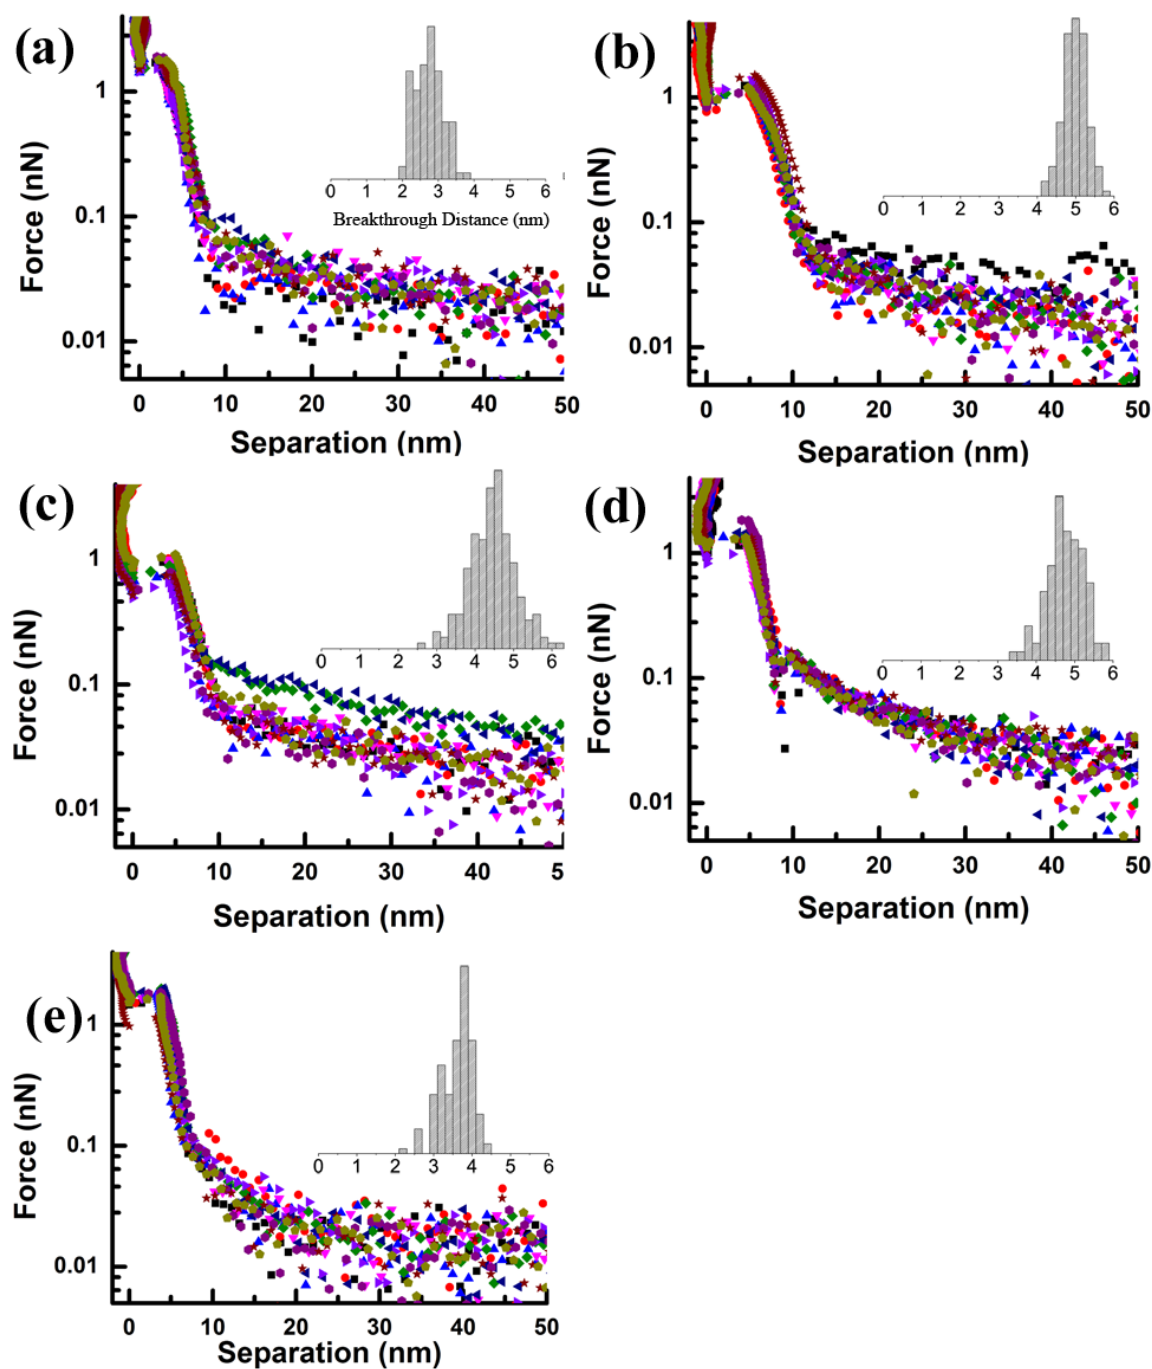 (a)
Force (nN)
1
0.1
0.01
0 1 2 3 4 5 6
Breakthrough Distance (nm)
0 10 20 30 40 50
Separation (nm)
(b)
Force (nN)
1
0.1
0.01
0 1 2 3 4 5 6
0 10 20 30 40 50
Separation (nm)
(c)
Force (nN)
1
0.1
0.01
0 1 2 3 4 5 6
0 10 20 30 40 5
Separation (nm)
(d)
Force (nN)
1
0.1
0.01
0 1 2 3 4 5 6
0 10 20 30 40 50
Separation (nm)
(e)
Force (nN)
1
0.1
0.01
0 1 2 3 4 5 6
0 10 20 30 40 50
Separation (nm)